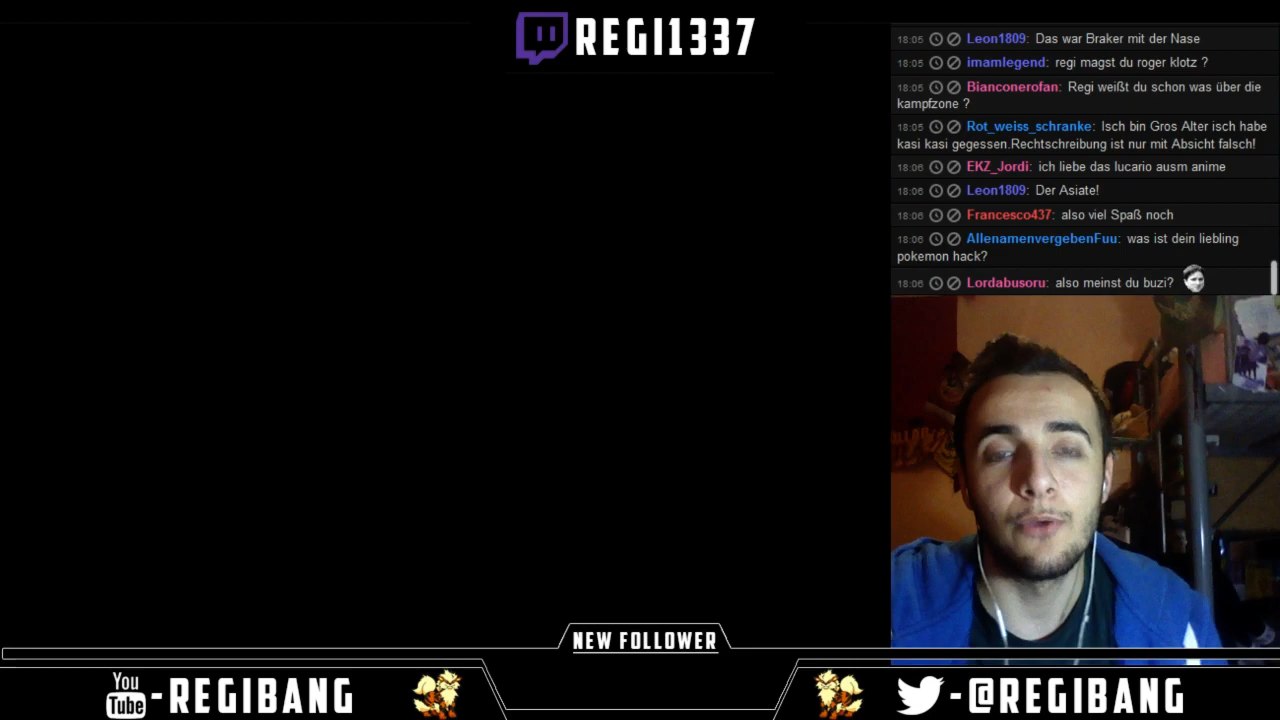 REGI1337
18:05 Leon1809: Das war Braker mit der Nase
18:05 imamlegend: regi magst du roger klotz ?
18:05 Bianconerofan: Regi weißt du schon was über die
kampfzone ?
18:05 Rot_weiss_schranke: Isch bin Gros Alter isch habe
kasi kasi gegessen.Rechtschreibung ist nur mit Absicht falsch!
18:06 EKZ_Jordi: ich liebe das lucario ausm anime
18:06 Leon1809: Der Asiate!
18:06 Francesco437: also viel Spaß noch
18:06 AllenamenvergebenFuu: was ist dein liebling
pokemon hack?
18:06 Lordabusoru: also meinst du buzi?
NEW FOLLOWER
You Tube-REGIBANG
-@REGIBANG